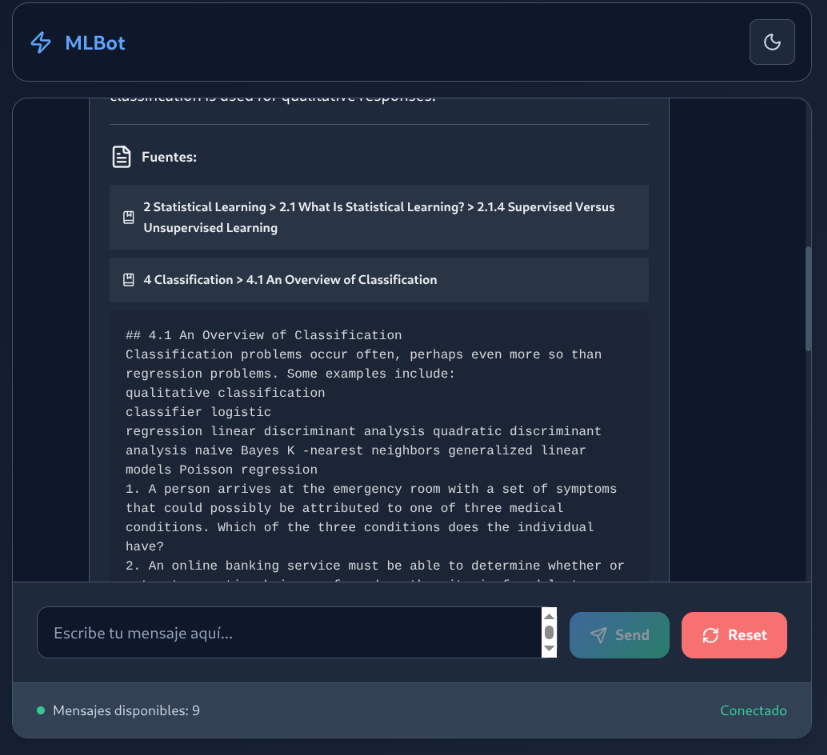 MLBot
classification is used for qualitative responses.
Fuentes:
2 Statistical Learning > 2.1 What Is Statistical Learning? > 2.1.4 Supervised Versus
Unsupervised Learning
4 Classification > 4.1 An Overview of Classification
## 4.1 An Overview of Classification
Classification problems occur often, perhaps even more so than
regression problems. Some examples include:
qualitative classification
classifier logistic
regression linear discriminant analysis quadratic discriminant
analysis naive Bayes K -nearest neighbors generalized linear
models Poisson regression
1. A person arrives at the emergency room with a set of symptoms
that could possibly be attributed to one of three medical
conditions. Which of the three conditions does the individual
have?
2. An online banking service must be able to determine whether or
Escribe tu mensaje aquí...
Send
Reset
Mensajes disponibles: 9
Conectado